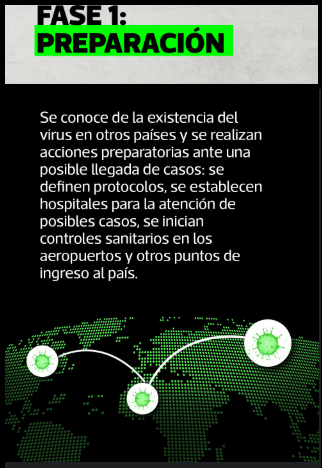 FASE 1:
PREPARACIÓN
Se conoce de la existencia del
virus en otros países y se realizan
acciones preparatorias ante una
posible llegada de casos: se
definen protocolos, se establecen
hospitales para la atención de
posibles casos, se inician
controles sanitarios en los
aeropuertos y otros puntos de
ingreso al país.